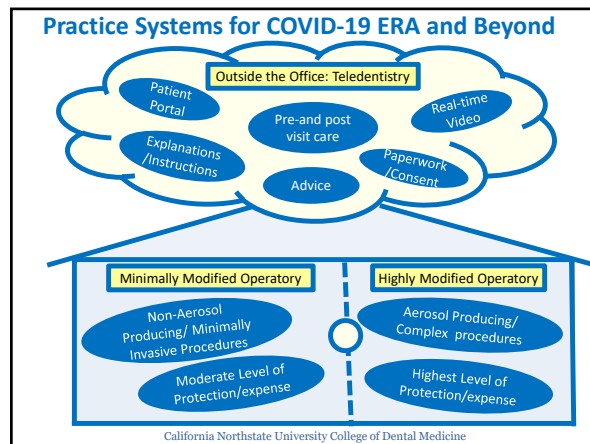 Practice Systems for COVID-19 ERA and Beyond
Outside the Office: Teledentistry
Patient
Portal
Pre-and post
visit care
Real-time
Video
Explanations
/Instructions
Paperwork
/Consent
Advice
Minimally Modified Operatory
Highly Modified Operatory
Non-Aerosol
Producing/ Minimally
Invasive Procedures
Aerosol Producing/
Complex procedures
Moderate Level of
Protection/expense
Highest Level of
Protection/expense
California Northstate University College of Dental Medicine